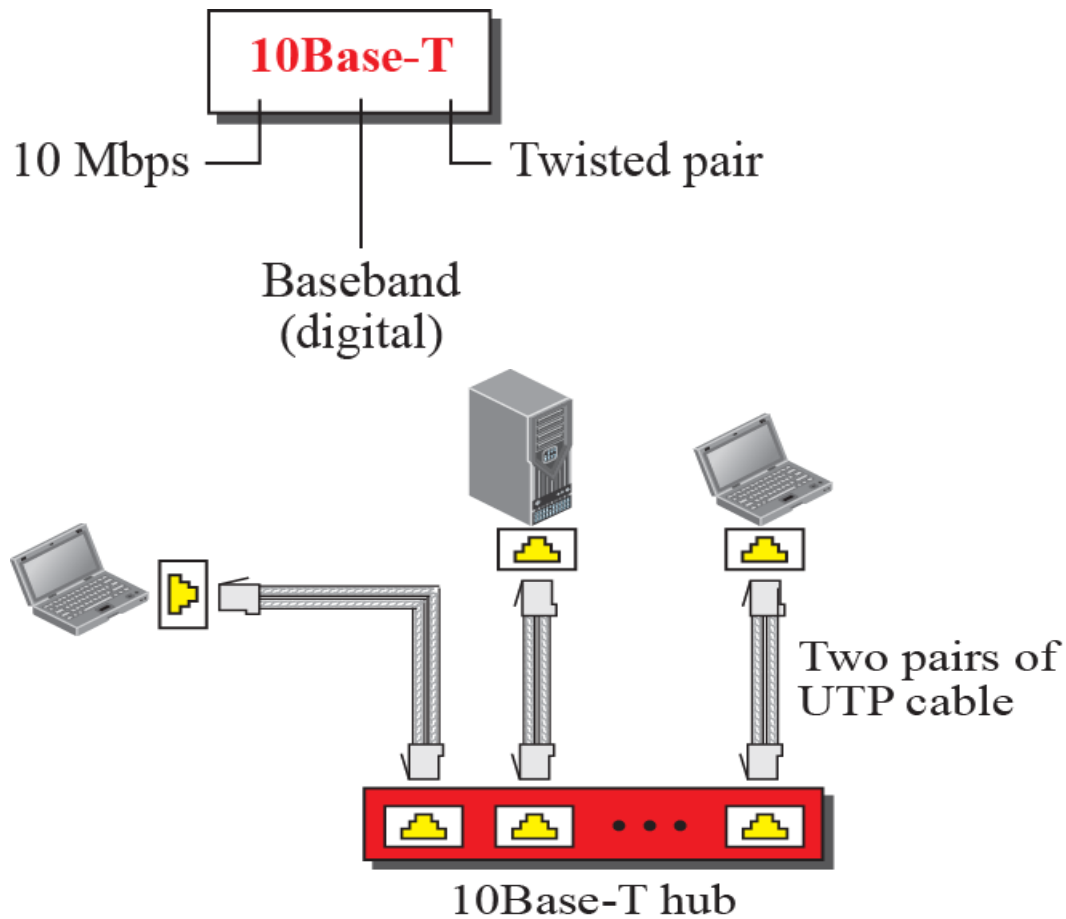 10Base-T
10 Mbps
Twisted pair
Baseband
(digital)
Two pairs of
UTP cable
10Base-T hub